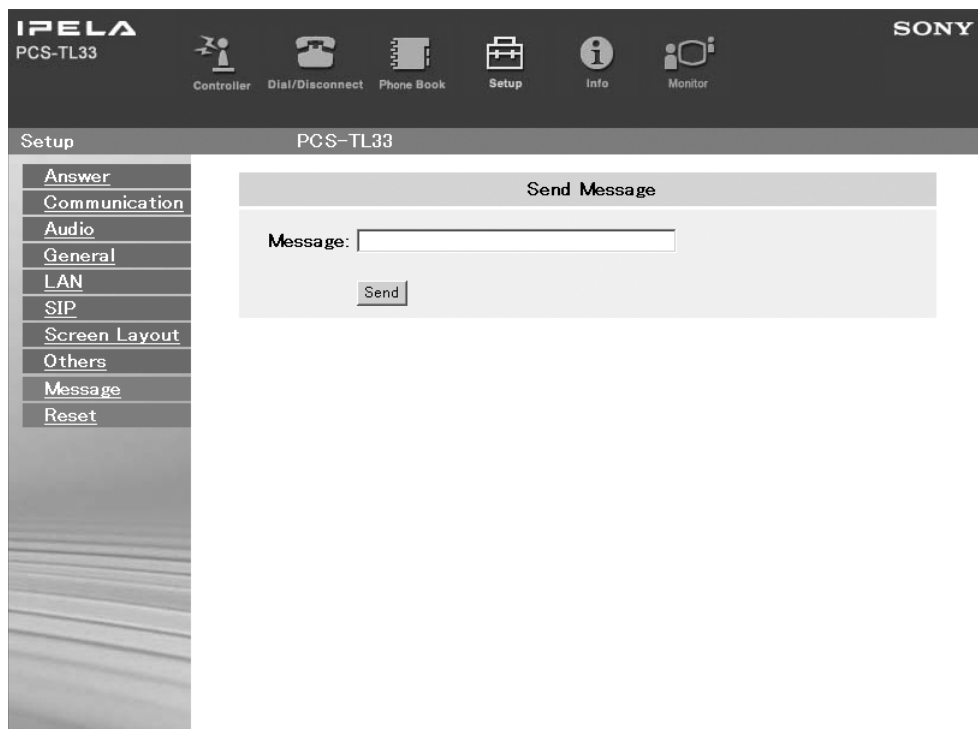 IPELA
SONY
PCS-TL33
Controller Dial/Disconnect Phone Book Setup Info Monitor
Setup PCS-TL33
Answer
Communication
Audio
General
LAN
SIP
Screen Layout
Others
Message
Reset
Send Message
Message:
Send